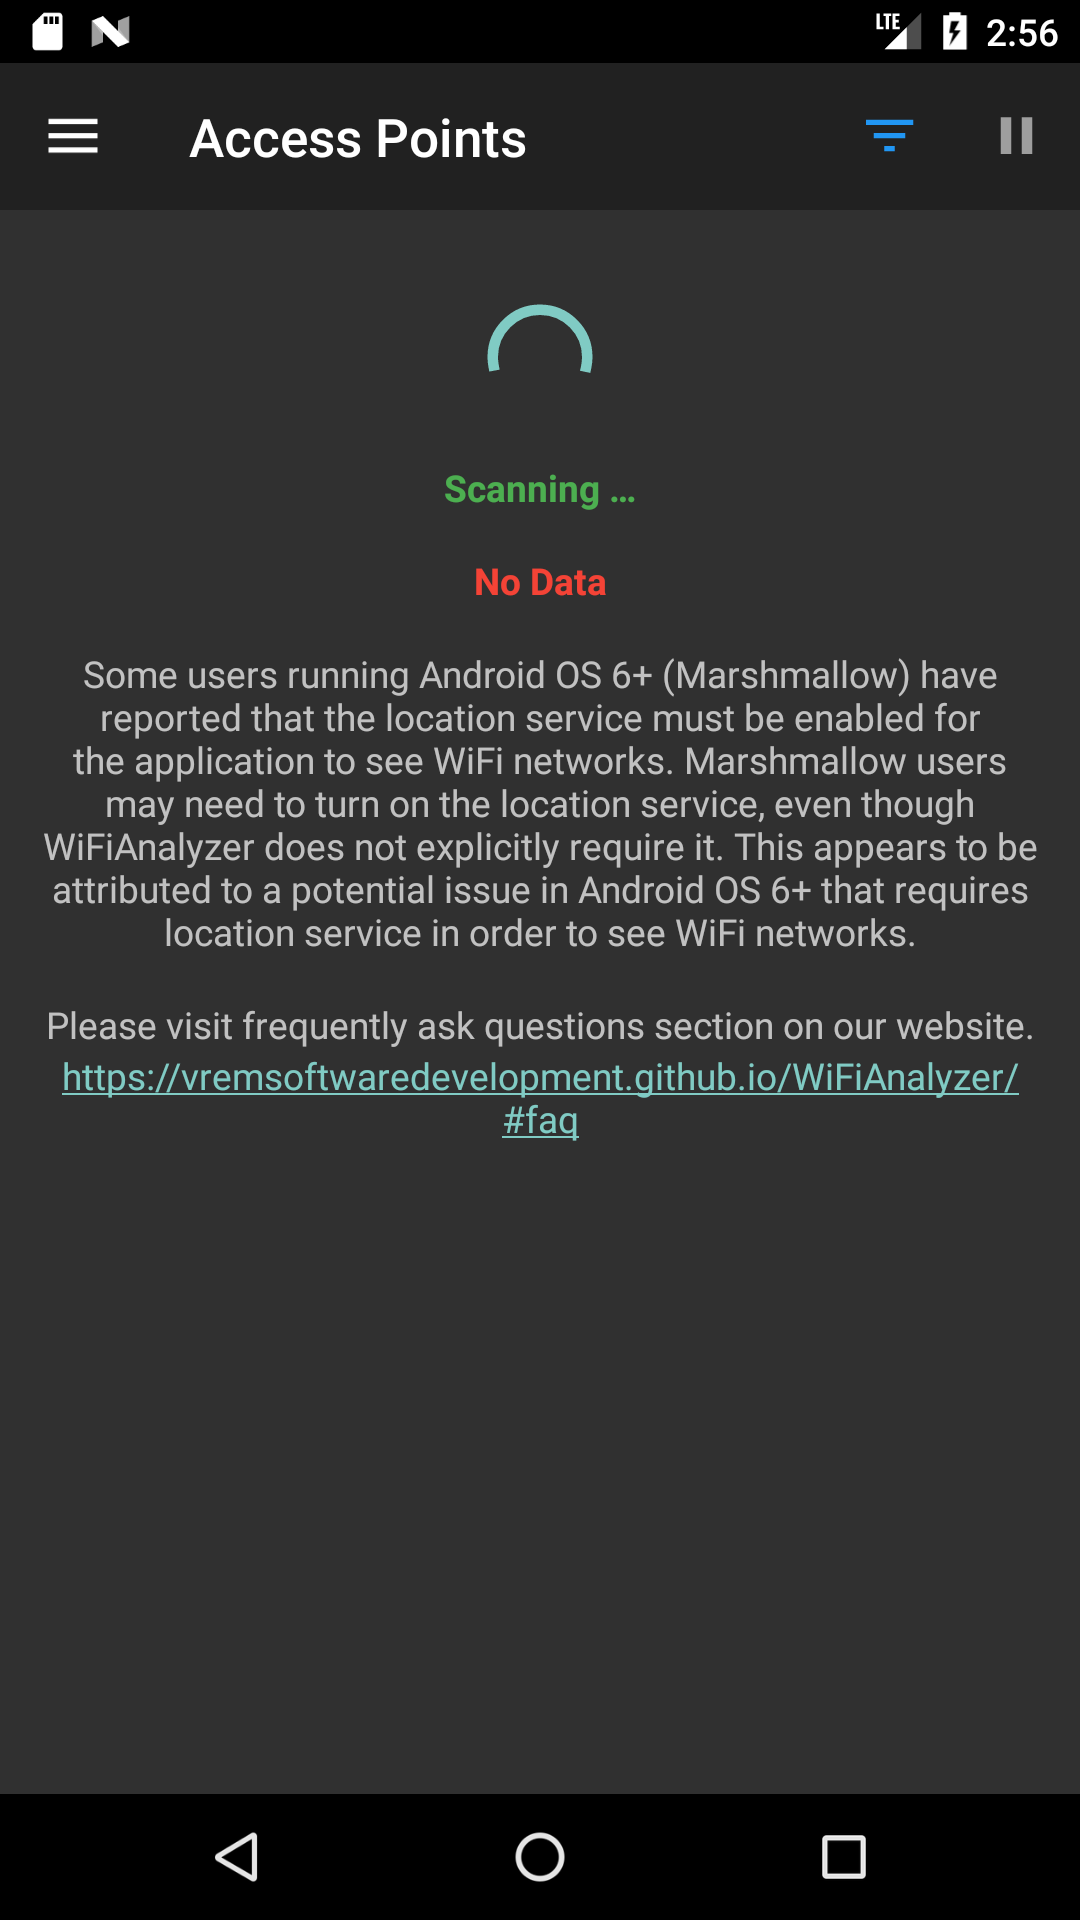 LTE 2:56
Access Points
Scanning ...
No Data
Some users running Android OS 6+ (Marshmallow) have
reported that the location service must be enabled for
the application to see WiFi networks. Marshmallow users
may need to turn on the location service, even though
WiFiAnalyzer does not explicitly require it. This appears to be
attributed to a potential issue in Android OS 6+ that requires
location service in order to see WiFi networks.
Please visit frequently ask questions section on our website.
https://vremsoftwaredevelopment.github.io/WiFiAnalyzer/
#faq